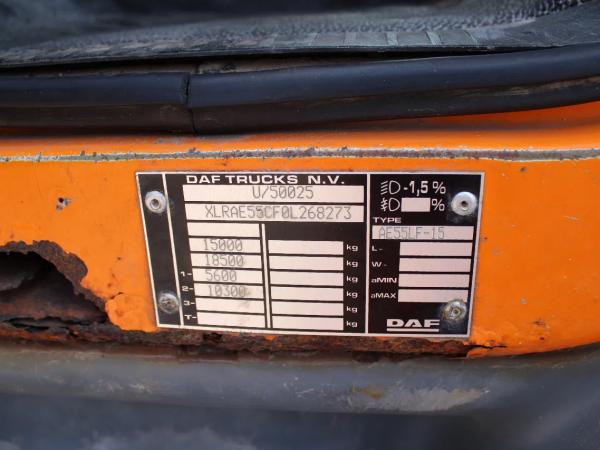 DAF TRUCKS N.V.
U/50025
XLRAE55CF0L268273
15000 kg
18500 kg
1- 5600 kg
2- 10300 kg
3- kg
T- kg
-1,5%
%
TYPE
AE55LF-15
L-
W-
aMIN
aMAX
DAF